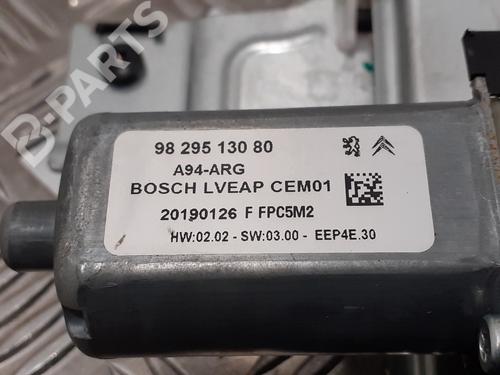 B-PARTS
98 295 130 80
A94-ARG
BOSCH LVEAP CEM01
20190126 F FPC5M2
HW:02.02 - SW:03.00 - EEP4E.30